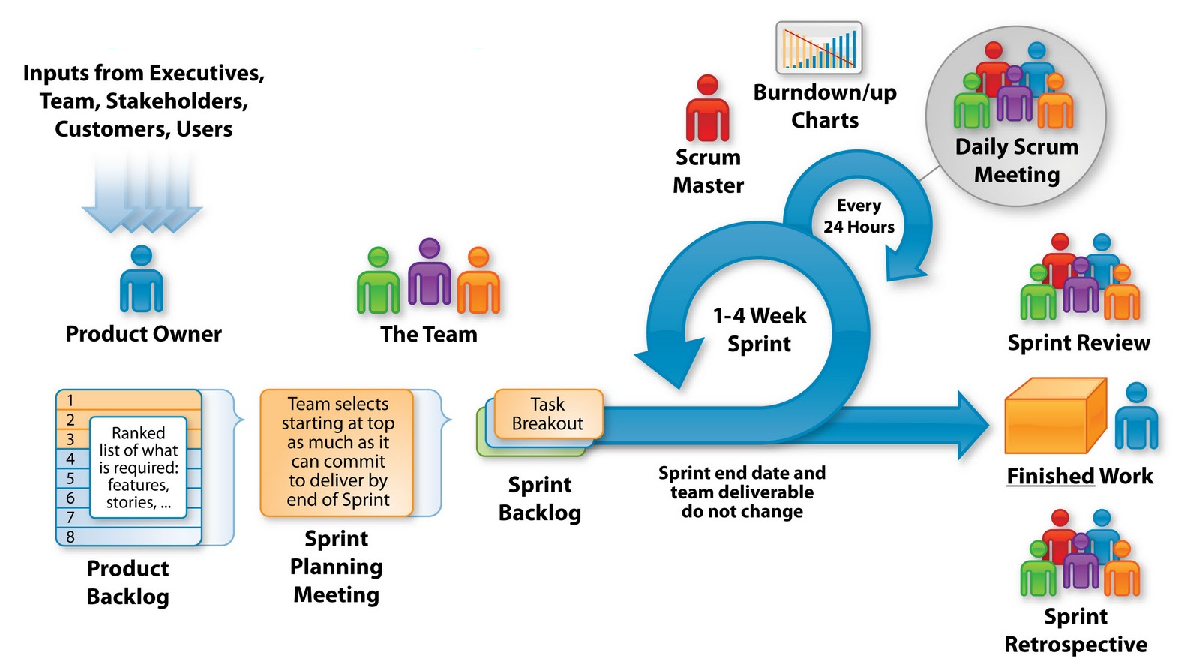 Inputs from Executives,
Team, Stakeholders,
Customers, Users
Product Owner
The Team
Scrum
Master
Burndown/up
Charts
Daily Scrum
Meeting
Every
24 Hours
1-4 Week
Sprint
Sprint Review
1
2
3
4
5
6
7
8
Ranked
list of what
is required:
features,
stories, ...
Product
Backlog
Team selects
starting at top
as much as it
can commit
to deliver by
end of Sprint
Sprint
Planning
Meeting
Task
Breakout
Sprint
Backlog
Sprint end date and
team deliverable
do not change
Finished Work
Sprint
Retrospective